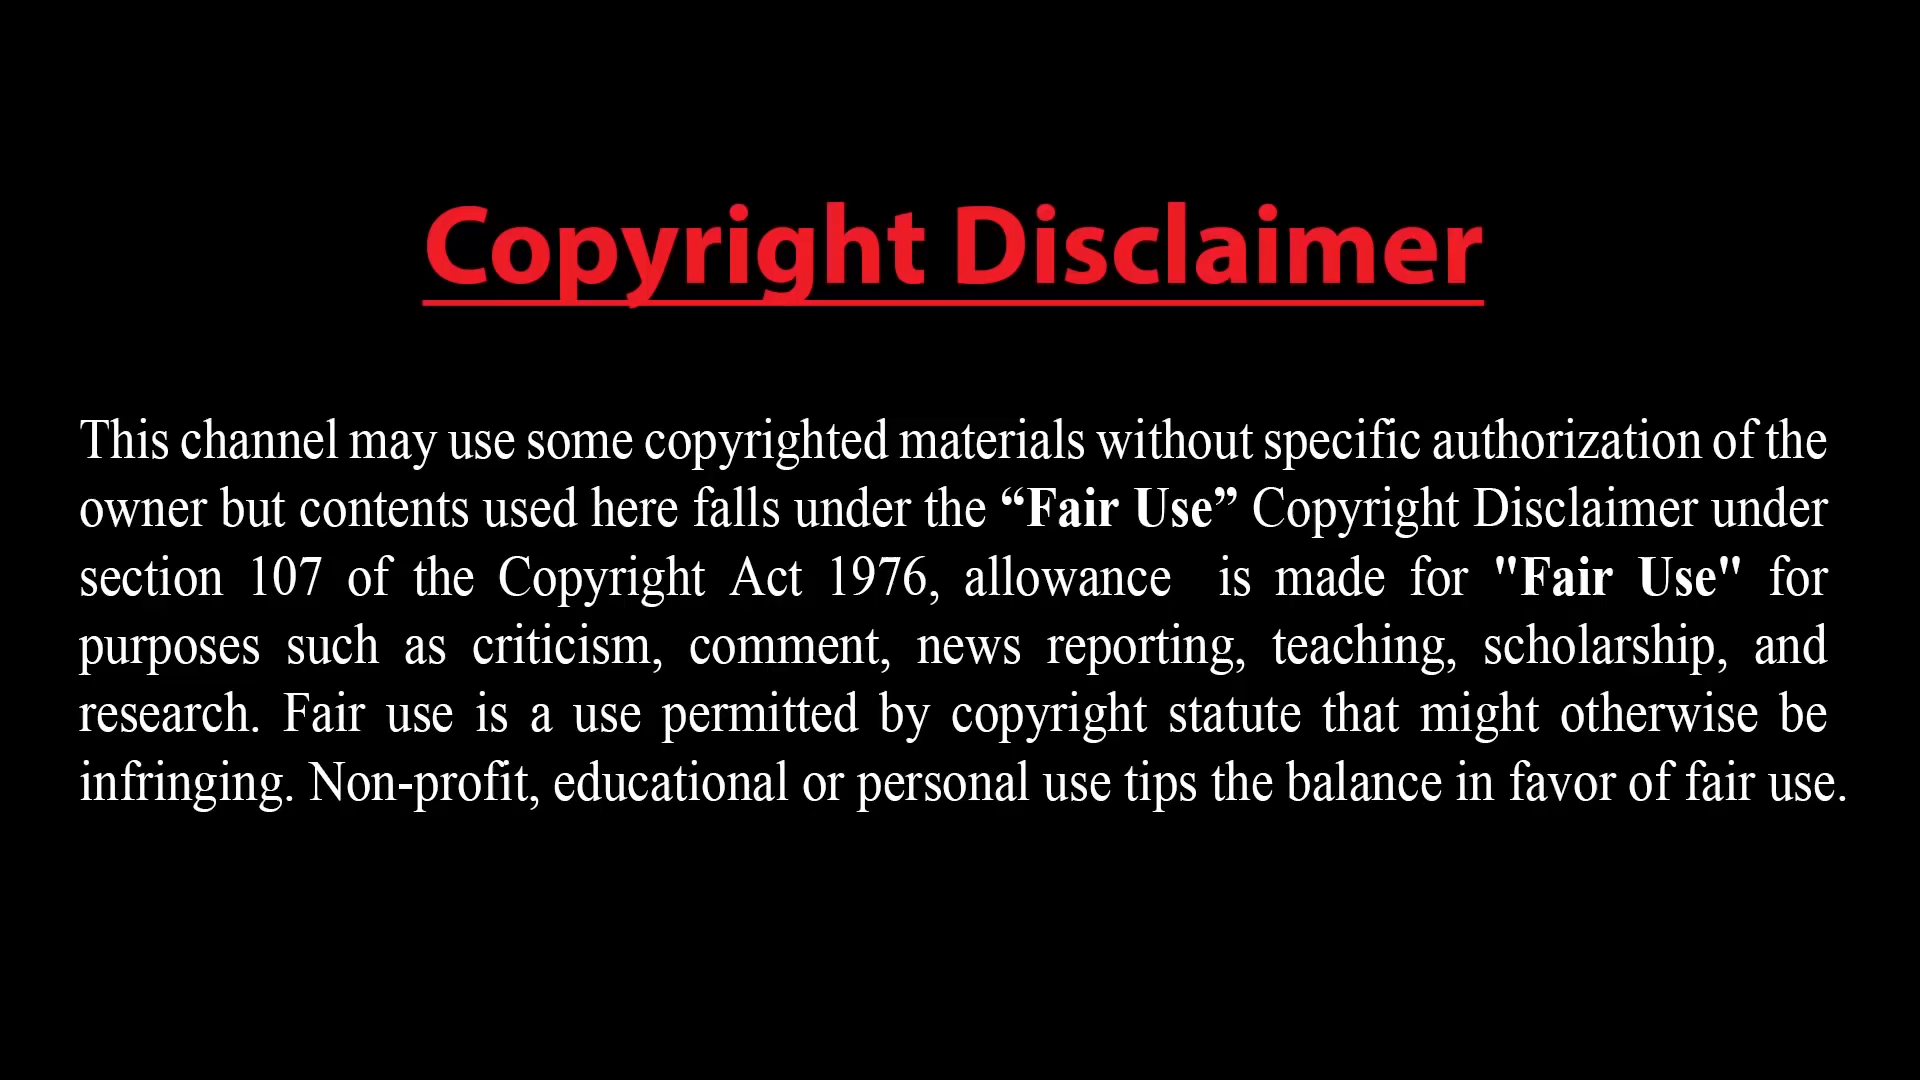 Copyright Disclaimer
This channel may use some copyrighted materials without specific authorization of the
owner but contents used here falls under the “Fair Use” Copyright Disclaimer under
section 107 of the Copyright Act 1976, allowance is made for "Fair Use" for
purposes such as criticism, comment, news reporting, teaching, scholarship, and
research. Fair use is a use permitted by copyright statute that might otherwise be
infringing. Non-profit, educational or personal use tips the balance in favor of fair use.